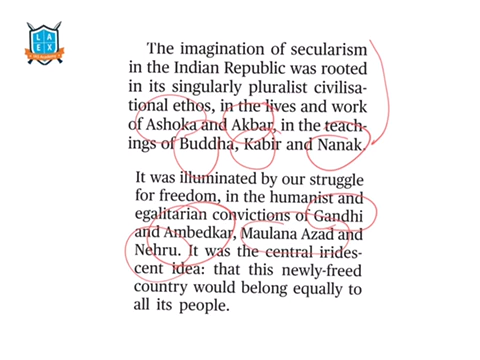 LA
EX
The imagination of secularism
in the Indian Republic was rooted
in its singularly pluralist civilisa-
tional ethos, in the lives and work
of Ashoka and Akbar, in the teach-
ings of Buddha, Kabir and Nanak.
It was illuminated by our struggle
for freedom, in the humanist and
egalitarian convictions of Gandhi
and Ambedkar, Maulana Azad and
Nehru. It was the central irides-
cent idea: that this newly-freed
country would belong equally to
all its people.